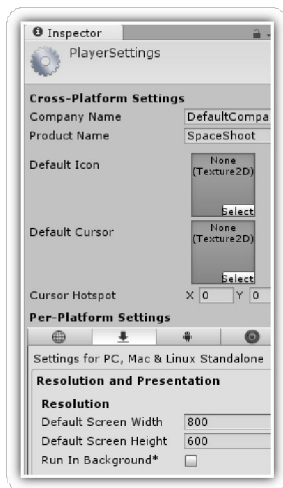 Inspector
PlayerSettings
Cross-Platform Settings
Company Name DefaultCompa
Product Name SpaceShoot
Default Icon None
(Texture2D)
Select
Default Cursor None
(Texture2D)
Select
Cursor Hotspot X 0 Y 0
Per-Platform Settings
Settings for PC, Mac & Linux Standalone
Resolution and Presentation
Resolution
Default Screen Width 800
Default Screen Height 600
Run In Background*